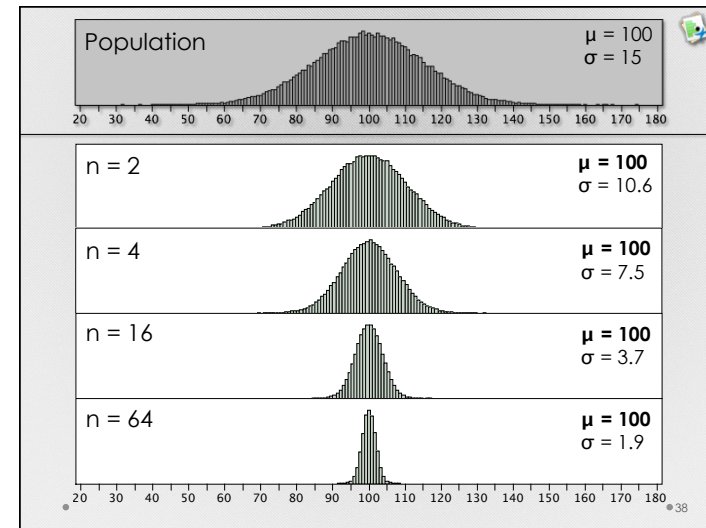 Population
μ = 100
σ = 15
20 30 40 50 60 70 80 90 100 110 120 130 140 150 160 170 180
n = 2
μ = 100
σ = 10.6
n = 4
μ = 100
σ = 7.5
n = 16
μ = 100
σ = 3.7
n = 64
μ = 100
σ = 1.9
20 30 40 50 60 70 80 90 100 110 120 130 140 150 160 170 180
38